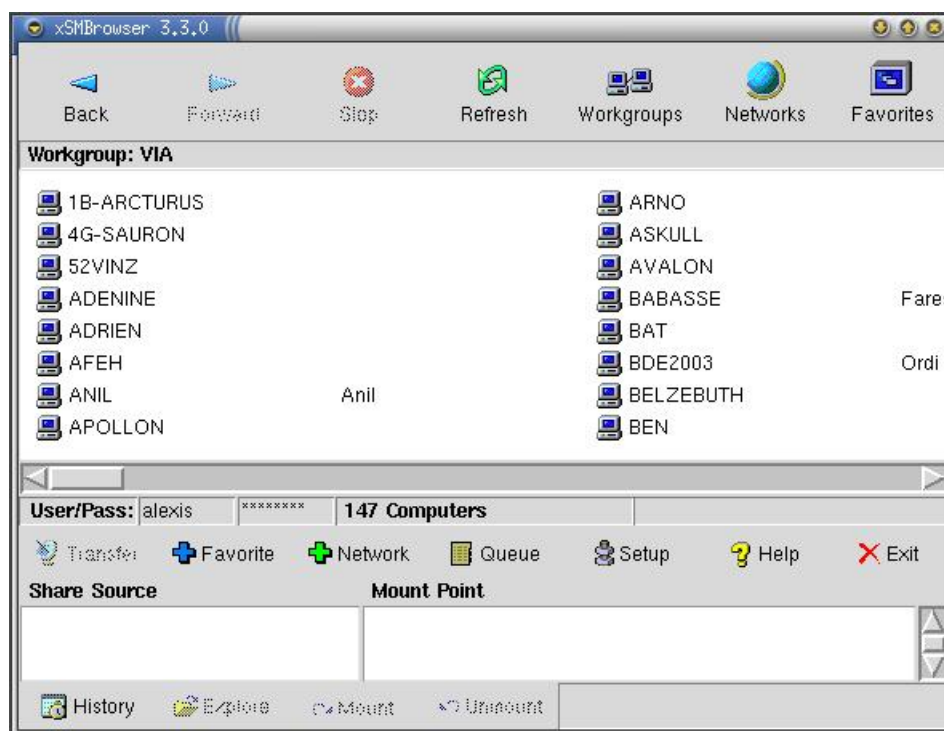 xSMBrowser 3.3.0
Back Forward Stop Refresh Workgroups Networks Favorites
Workgroup: VIA
1B-ARCTURUS ARNO
4G-SAURON ASKULL
52VINZ AVALON
ADENINE BABASSE Fare
ADRIEN BAT
AFEH BDE2003 Ordi
ANIL Anil BELZEBUTH
APOLLON BEN
User/Pass: alexis ******** 147 Computers
Transfer Favorite Network Queue Setup Help Exit
Share Source Mount Point
History Explore Mount Unmount